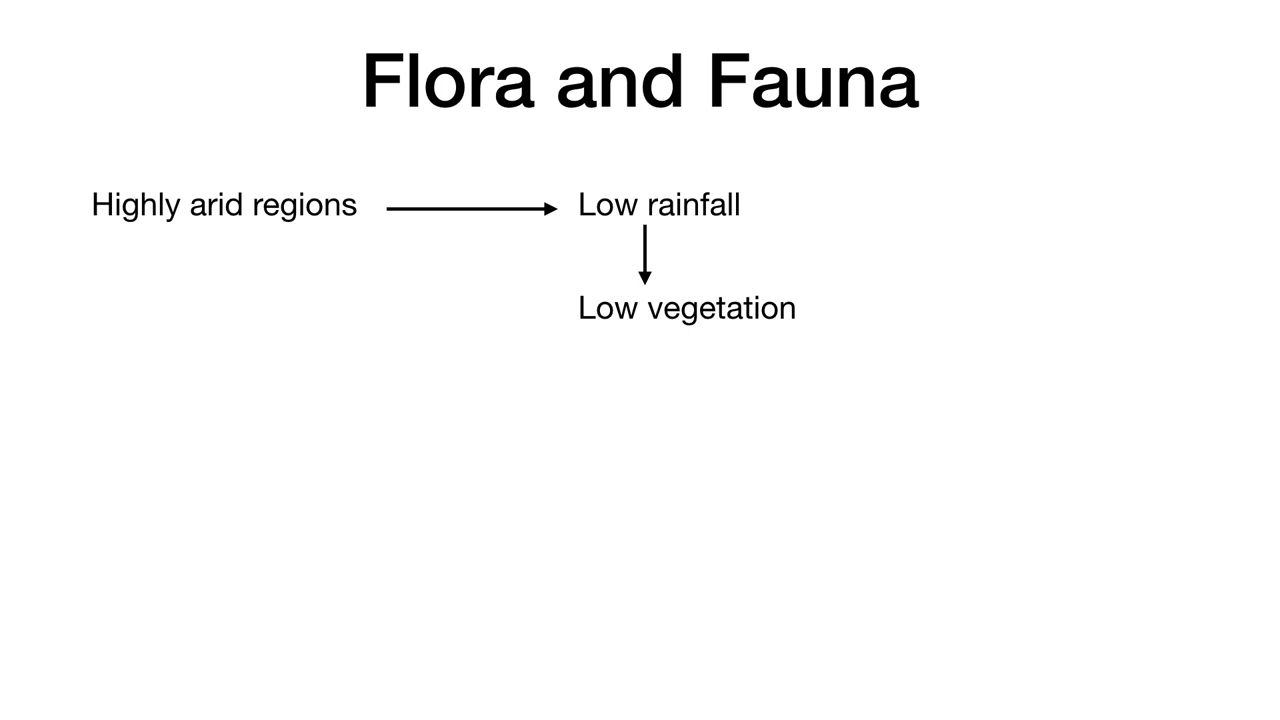 Flora and Fauna
Highly arid regions
Low rainfall
Low vegetation